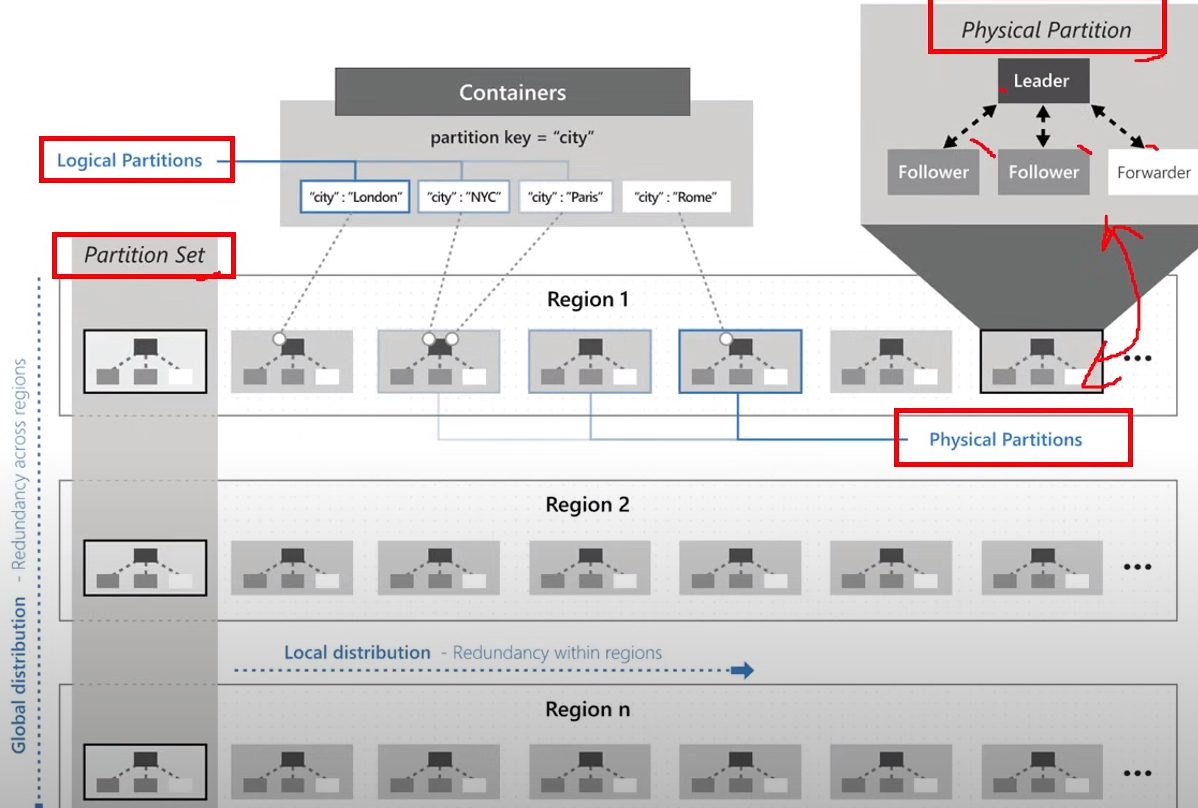 Physical Partition
Leader
Follower
Follower
Forwarder
Containers
partition key = “city”
Logical Partitions
“city” : “London”
“city” : “NYC”
“city” : “Paris”
“city” : “Rome”
Partition Set
Region 1
...
Physical Partitions
Region 2
...
Local distribution - Redundancy within regions
Region n
...
Global distribution - Redundancy across regions